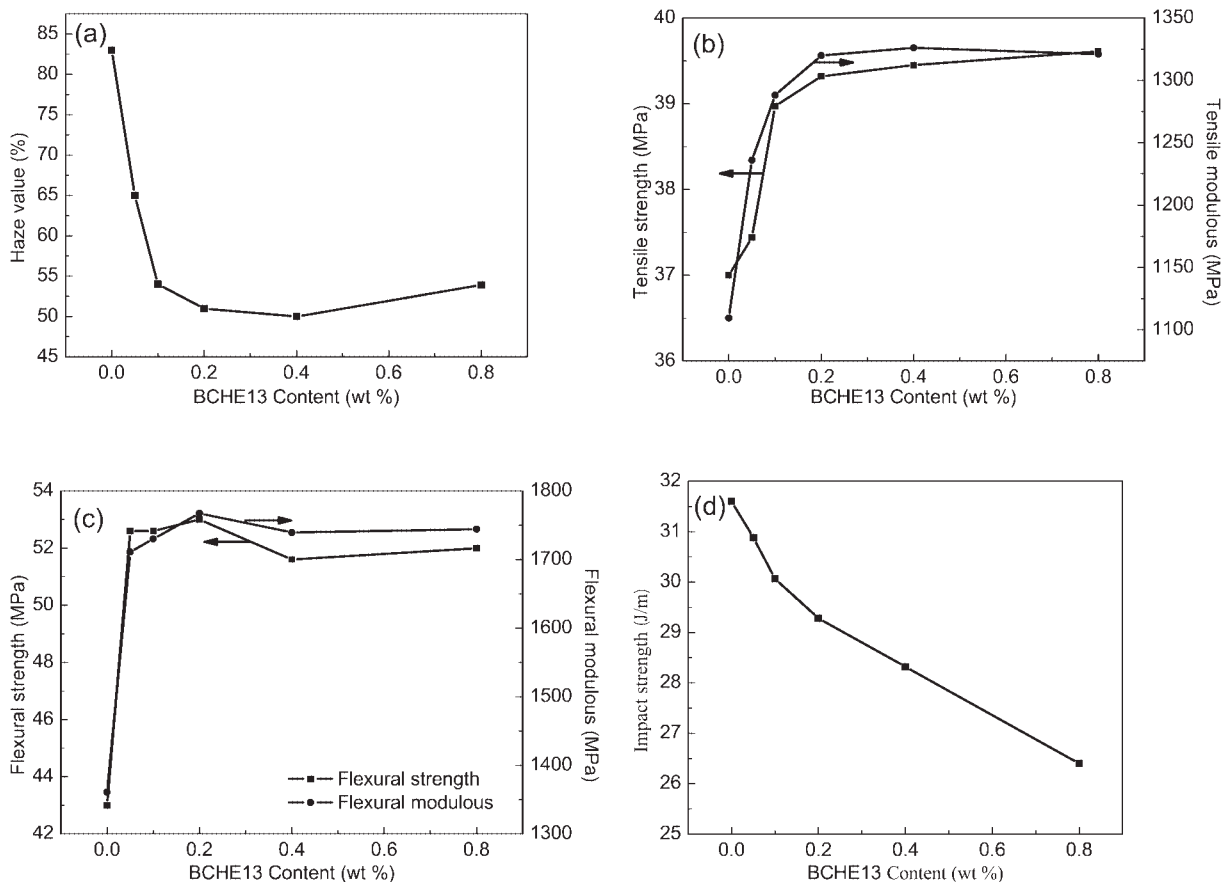 (a)
85
80
75
70
65
60
55
50
45
Haze value (%)
0.0 0.2 0.4 0.6 0.8
BCHE13 Content (wt %)
(b)
40
39
38
37
36
Tensile strength (MPa)
1350
1300
1250
1200
1150
1100
Tensile modulous
(MPa)
0.0 0.2 0.4 0.6 0.8
BCHE13 Content (wt %)
(c)
54
52
50
48
46
44
42
Flexural strength (MPa)
1800
1700
1600
1500
1400
1300
Flexural modulous
(MPa)
Flexural strength
Flexural modulous
0.0 0.2 0.4 0.6 0.8
BCHE13 Content (wt %)
(d)
32
31
30
29
28
27
26
25
Impact strength (J/m)
0.0 0.2 0.4 0.6 0.8
BCHE13 Content (wt %)